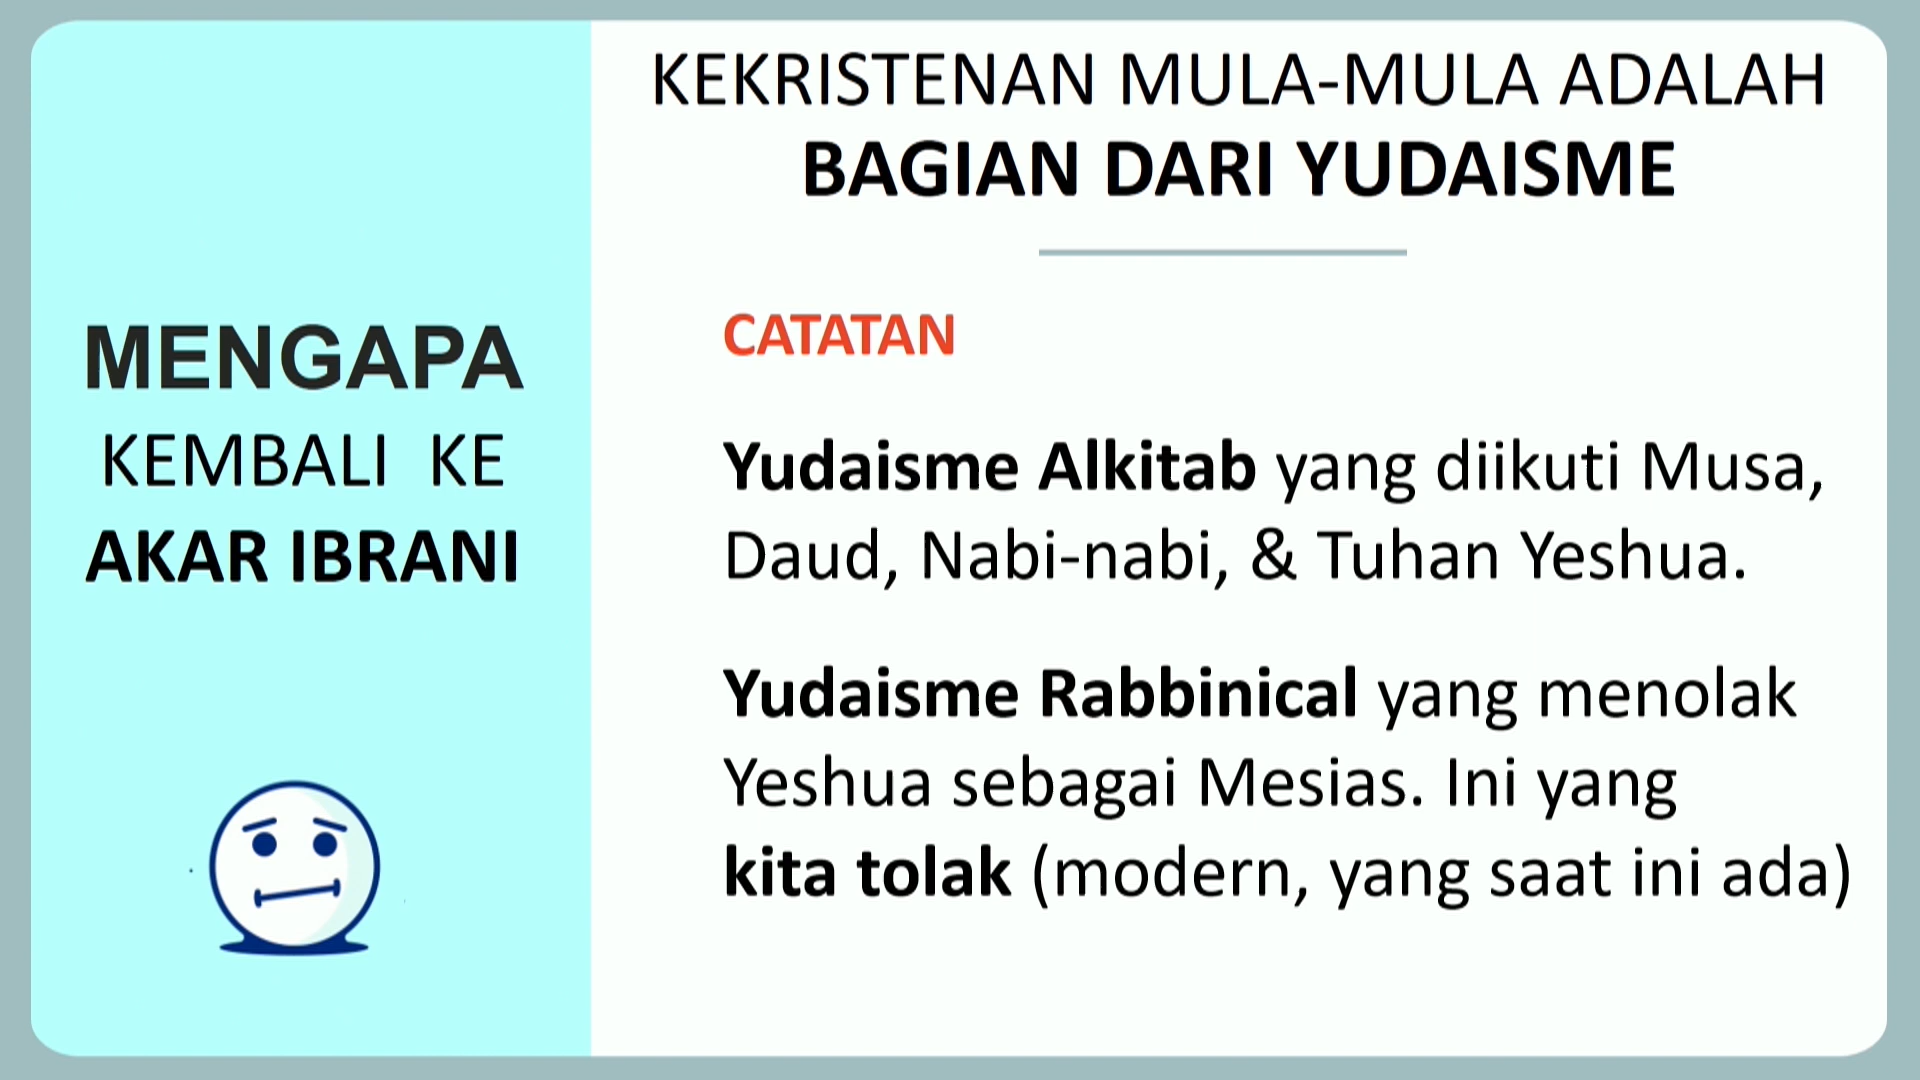 MENGAPA
KEMBALI KE
AKAR IBRANI
KEKRISTENAN MULA-MULA ADALAH
BAGIAN DARI YUDAISME
CATATAN
Yudaisme Alkitab yang diikuti Musa,
Daud, Nabi-nabi, & Tuhan Yeshua.
Yudaisme Rabbinical yang menolak
Yeshua sebagai Mesias. Ini yang
kita tolak (modern, yang saat ini ada)